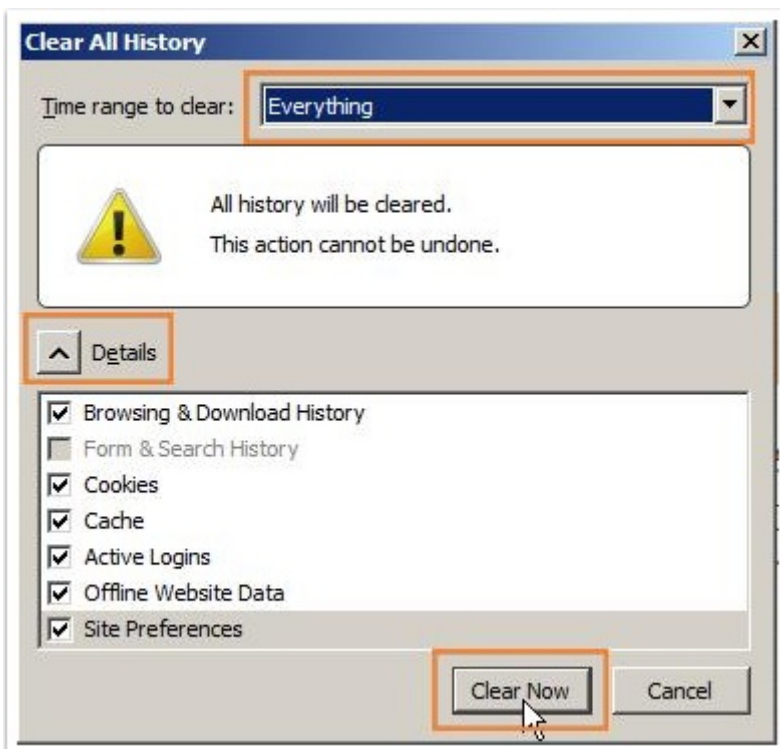 Clear All History
Time range to clear: Everything
All history will be cleared.
This action cannot be undone.
Details
Browsing & Download History
Form & Search History
Cookies
Cache
Active Logins
Offline Website Data
Site Preferences
Clear Now Cancel